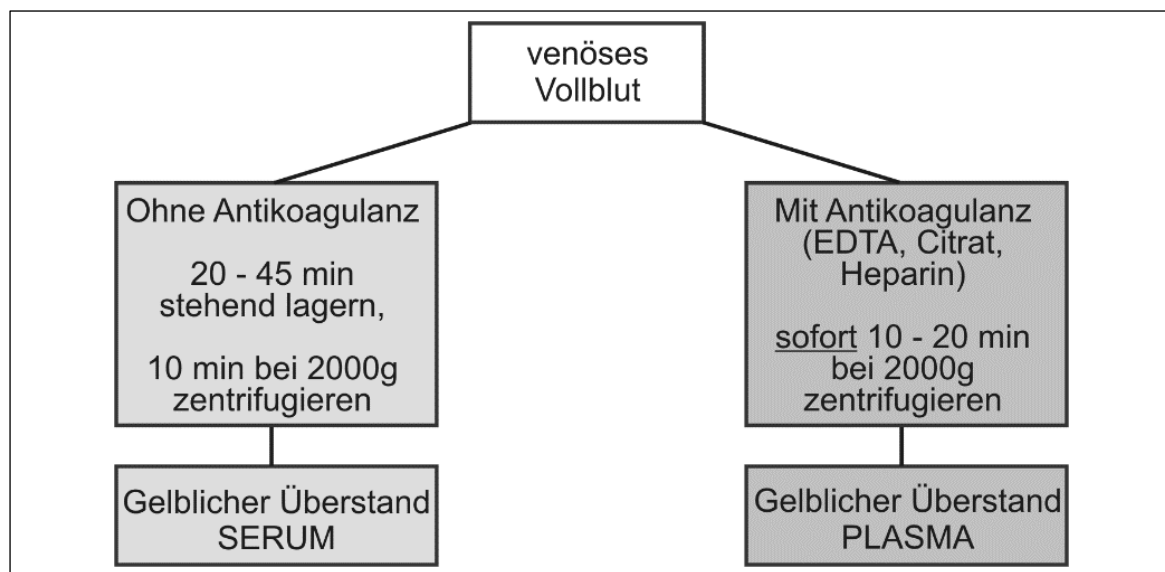 venöses
Vollblut
Ohne Antikoagulanz
20 - 45 min
stehend lagern,
10 min bei 2000g
zentrifugieren
Gelblicher Überstand
SERUM
Mit Antikoagulanz
(EDTA, Citrat,
Heparin)
sofort 10 - 20 min
bei 2000g
zentrifugieren
Gelblicher Überstand
PLASMA